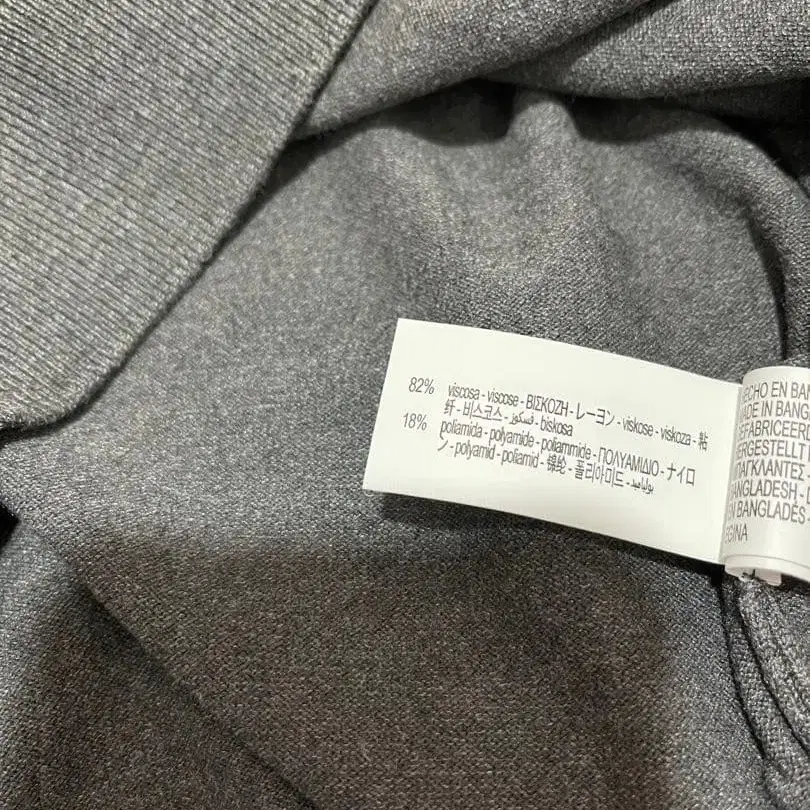 82% viscosa - viscose - ΒΙΣΚΟΖΗ - レーヨン - viskose - viskoza - 粘
纤 - 비스코스 - فسكوز - biskosa
18% poliamida - polyamide - poliammide - ΠΟΛΥΑΜΙΔΙΟ - ナイロ
ン - polyamid - poliamid - 锦纶 - 폴리아미드 - بولياميد
HECHO EN BAN
MADE IN BANG
GEFABRICEERD
HERGESTELLT
ΜΠΑΓΚΛΑΝΤΕΣ -
BANGLADESH -
EN BANGLADÉS